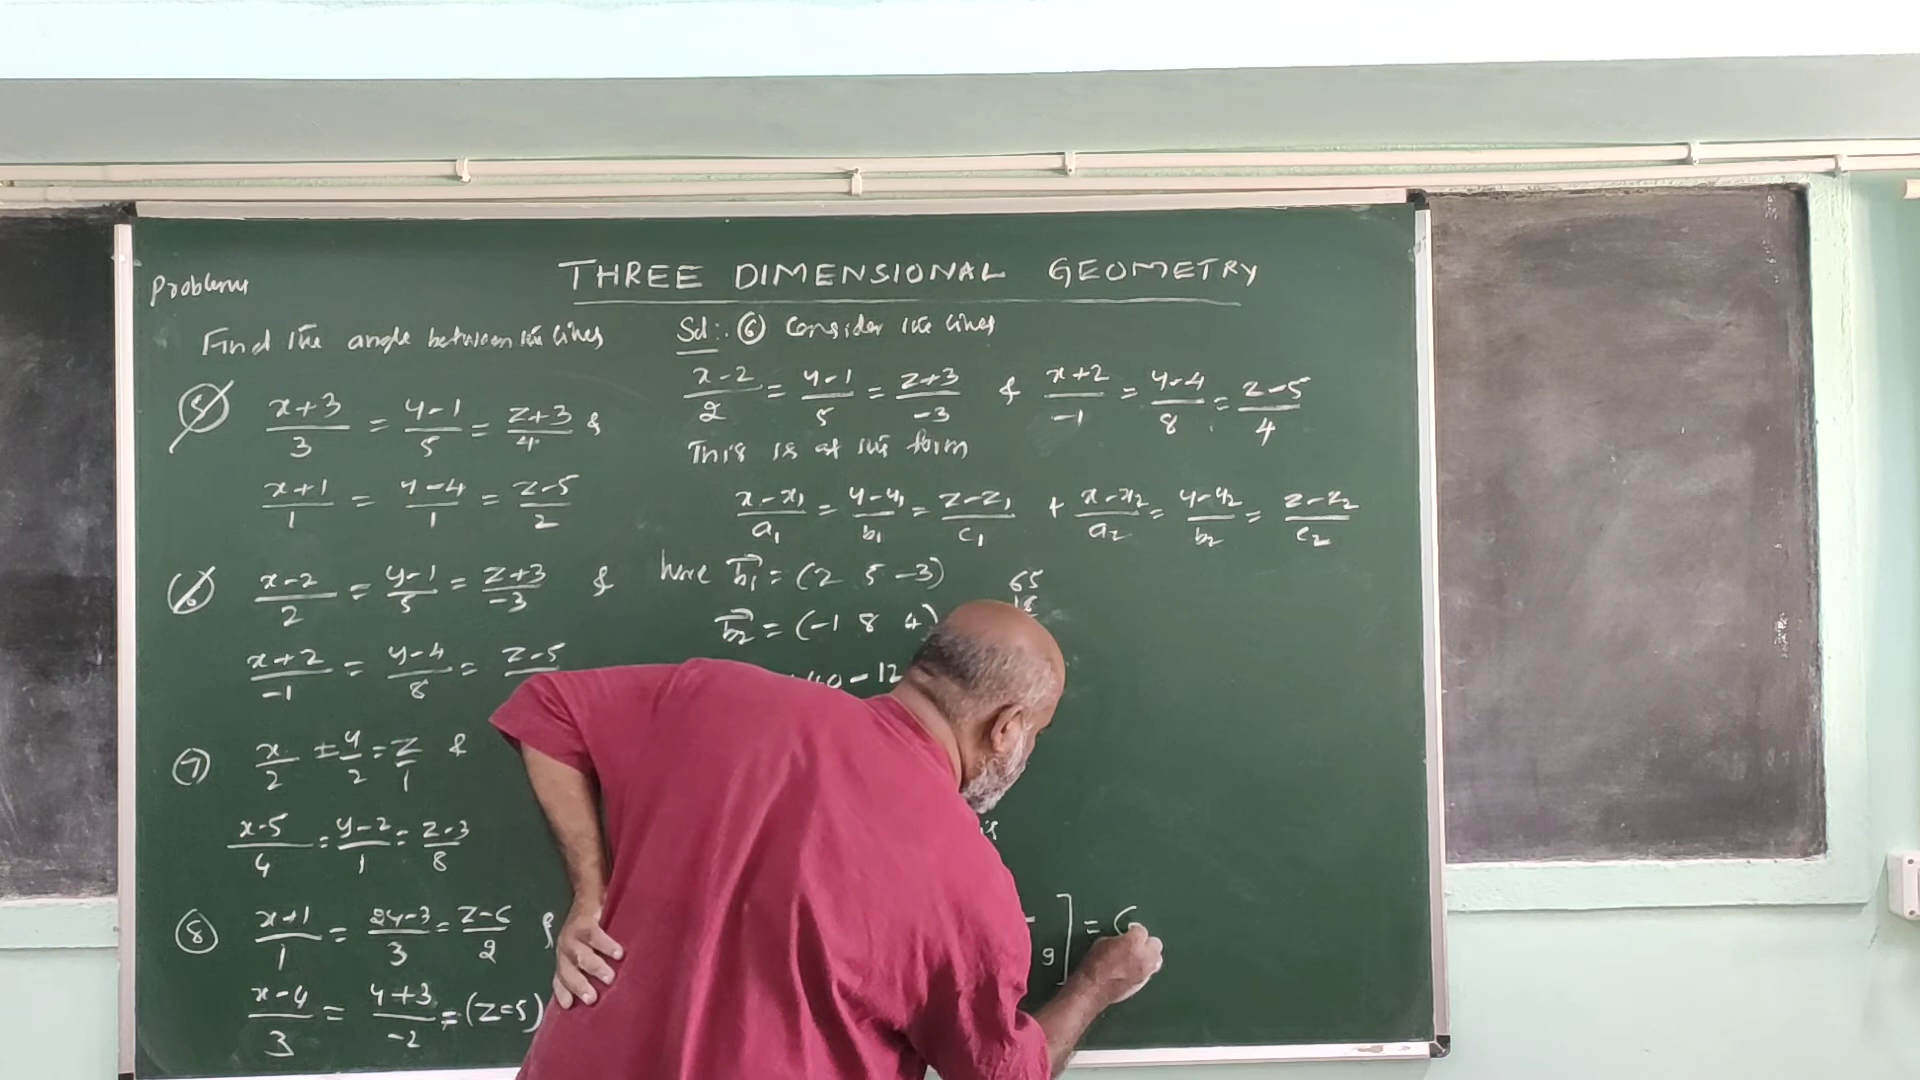 THREE DIMENSIONAL GEOMETRY
Problems
Find the angle between the lines
5 (x+3)/3 = (y-1)/5 = (z+3)/4 &
(x+1)/1 = (y-4)/1 = (z-5)/2
6 (x-2)/2 = (y-1)/5 = (z+3)/-3 &
(x+2)/-1 = (y-4)/8 = z-5
7 x/2 = y/2 = z/1 &
(x-5)/4 = (y-2)/1 = (z-3)/8
8 (x+1)/1 = (2y-3)/3 = (z-6)/2 &
(x-4)/3 = (y+3)/-2 = (z=5)
Sol:. 6 Consider the lines
(x-2)/2 = (y-1)/5 = (z+3)/-3 & (x+2)/-1 = (y-4)/8 = (z-5)/4
This is of the form
(x-x₁)/a₁ = (y-y₁)/b₁ = (z-z₁)/c₁ + (x-x₂)/a₂ = (y-y₂)/b₂ = (z-z₂)/c₂
here b₁ = (2 5 -3)
65
b₂ = (-1 8 4)
40 - 12
9 ] =